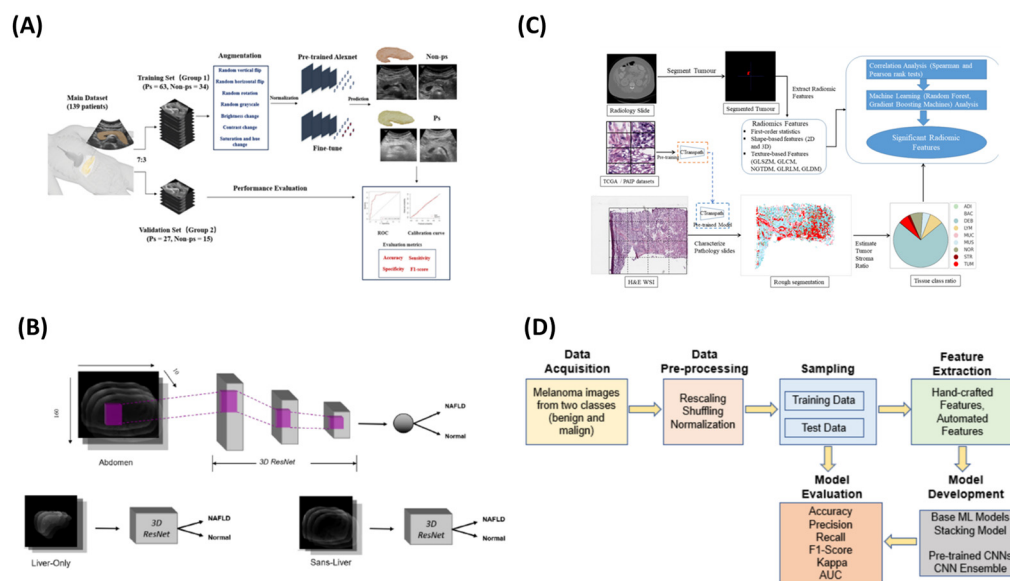 (A)
Main Dataset
(139 patients)
7:3
Training Set (Group 1)
(Ps = 63, Non-ps = 34)
Validation Set (Group 2)
(Ps = 27, Non-ps = 15)
Augmentation
Random vertical flip
Random horizontal flip
Random rotation
Random grayscale
Brightness change
Contrast change
Saturation and hue
change
Normalization
Pre-trained Alexnet
Fine-tune
Prediction
Non-ps
Ps
Performance Evaluation
ROC
Calibration curve
Evaluation metrics
Accuracy Sensitivity
Specificity F1-score
(C)
Radiology Slide
Segment Tumour
Segmented Tumour
Extract Radiomic
Features
Radiomics Features
• First-order statistics
• Shape-based features (2D
and 3D)
• Texture-based Features
(GLSZM, GLCM,
NGTDM, GLRLM, GLDM)
Correlation Analysis (Spearman and
Pearson rank tests)
Machine Learning (Random Forest,
Gradient Boosting Machines) Analysis
Significant Radiomic
Features
TCGA / PAIP datasets
Pre-training
CTranspath
CTranspath
Pre-trained Model
H&E WSI
Characterize
Pathology slides
Rough segmentation
Estimate
Tumor
Stroma
Ratio
Tissue class ratio
ADI
BAC
DEB
LYM
MUC
MUS
NOR
STR
TUM
(B)
160
10
Abdomen
3D ResNet
NAFLD
Normal
Liver-Only
3D
ResNet
NAFLD
Normal
Sans-Liver
3D
ResNet
NAFLD
Normal
(D)
Data
Acquisition
Melanoma images
from two classes
(benign and
malign)
Data
Pre-processing
Rescaling
Shuffling
Normalization
Sampling
Training Data
Test Data
Feature
Extraction
Hand-crafted
Features,
Automated
Features
Model
Evaluation
Accuracy
Precision
Recall
F1-Score
Kappa
AUC
Model
Development
Base ML Models
Stacking Model
Pre-trained CNNs
CNN Ensemble